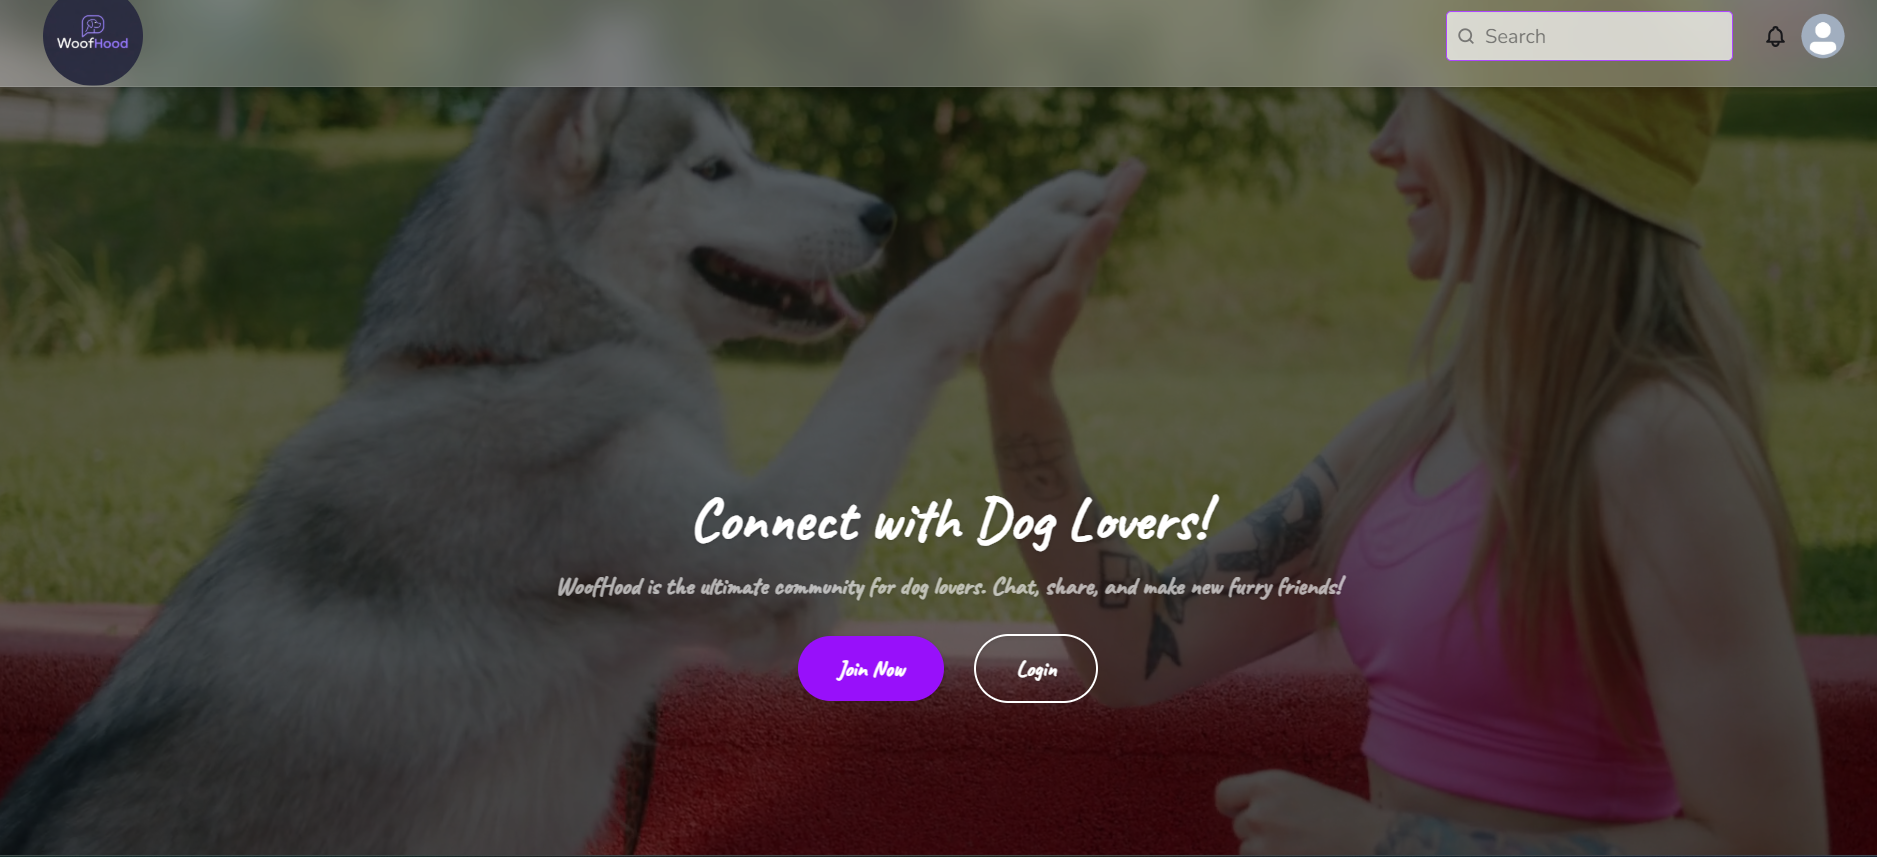 WoofHood
Search
Connect with Dog Lovers!
WoofHood is the ultimate community for dog lovers. Chat, share, and make new furry friends!
Join Now
Login